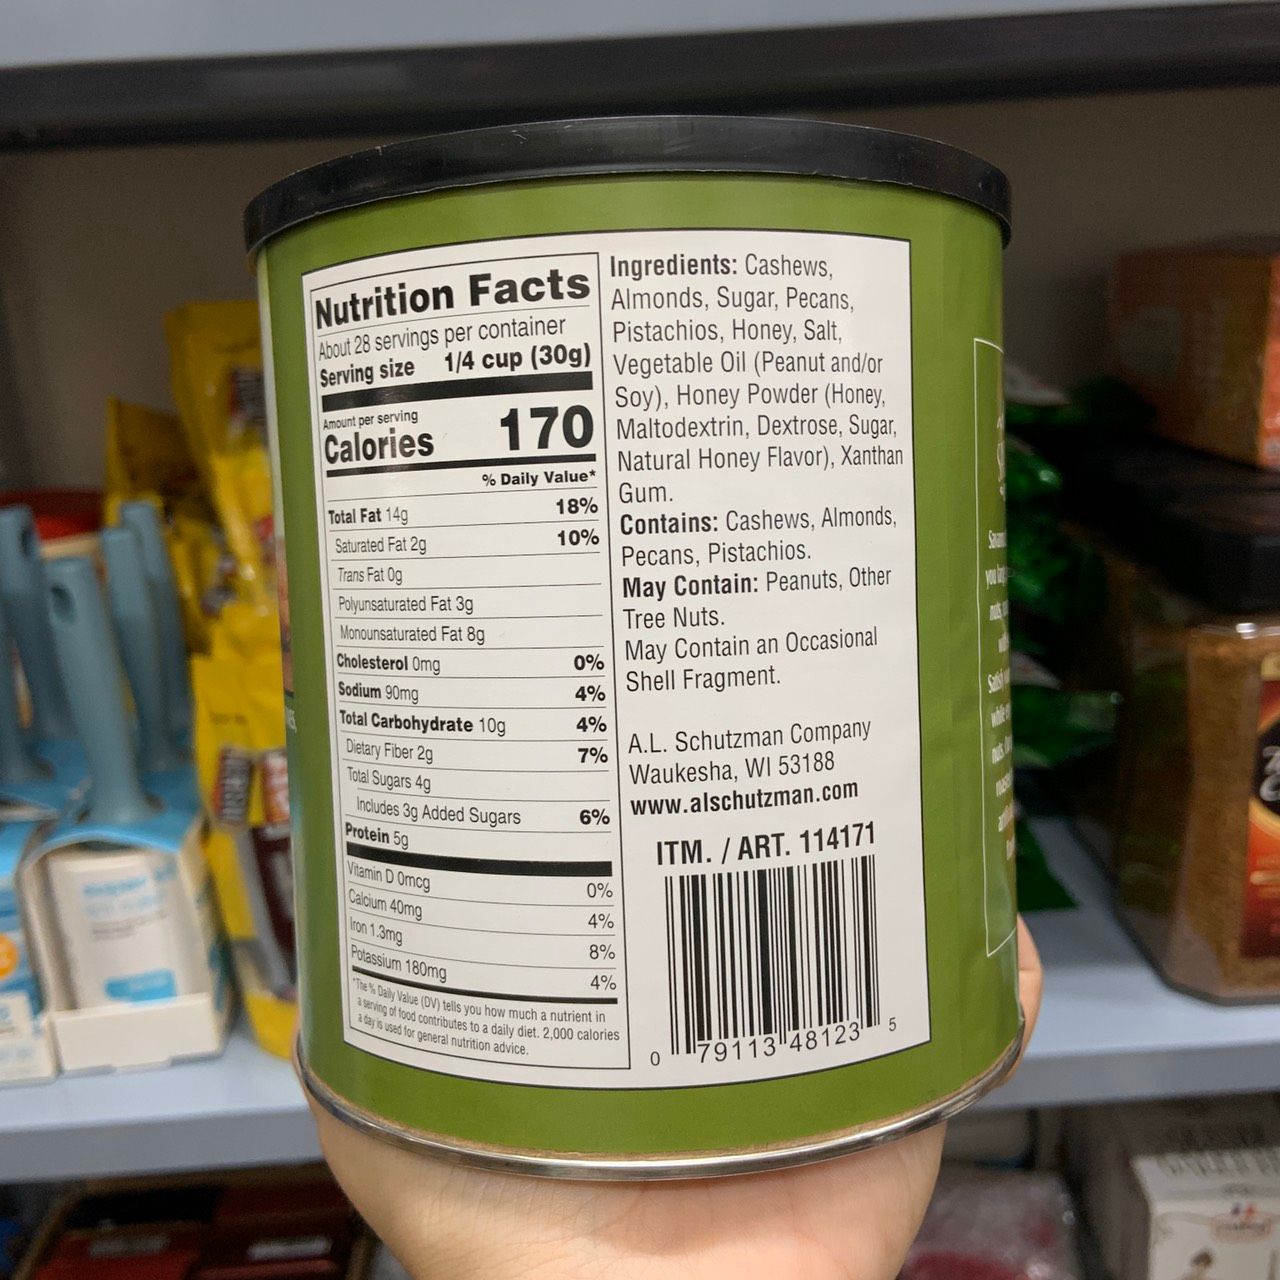 Nutrition Facts
About 28 servings per container
Serving size 1/4 cup (30g)
Amount per serving
Calories 170
% Daily Value*
Total Fat 14g 18%
Saturated Fat 2g 10%
Trans Fat 0g
Polyunsaturated Fat 3g
Monounsaturated Fat 8g
Cholesterol 0mg 0%
Sodium 90mg 4%
Total Carbohydrate 10g 4%
Dietary Fiber 2g 7%
Total Sugars 4g
Includes 3g Added Sugars 6%
Protein 5g
Vitamin D 0mcg 0%
Calcium 40mg 4%
Iron 1.3mg 8%
Potassium 180mg 4%
*The % Daily Value (DV) tells you how much a nutrient in
a serving of food contributes to a daily diet. 2,000 calories
a day is used for general nutrition advice.
Ingredients: Cashews,
Almonds, Sugar, Pecans,
Pistachios, Honey, Salt,
Vegetable Oil (Peanut and/or
Soy), Honey Powder (Honey,
Maltodextrin, Dextrose, Sugar,
Natural Honey Flavor), Xanthan
Gum.
Contains: Cashews, Almonds,
Pecans, Pistachios.
May Contain: Peanuts, Other
Tree Nuts.
May Contain an Occasional
Shell Fragment.
A.L. Schutzman Company
Waukesha, WI 53188
www.alschutzman.com
ITM. / ART. 114171
0 79113 48123 5